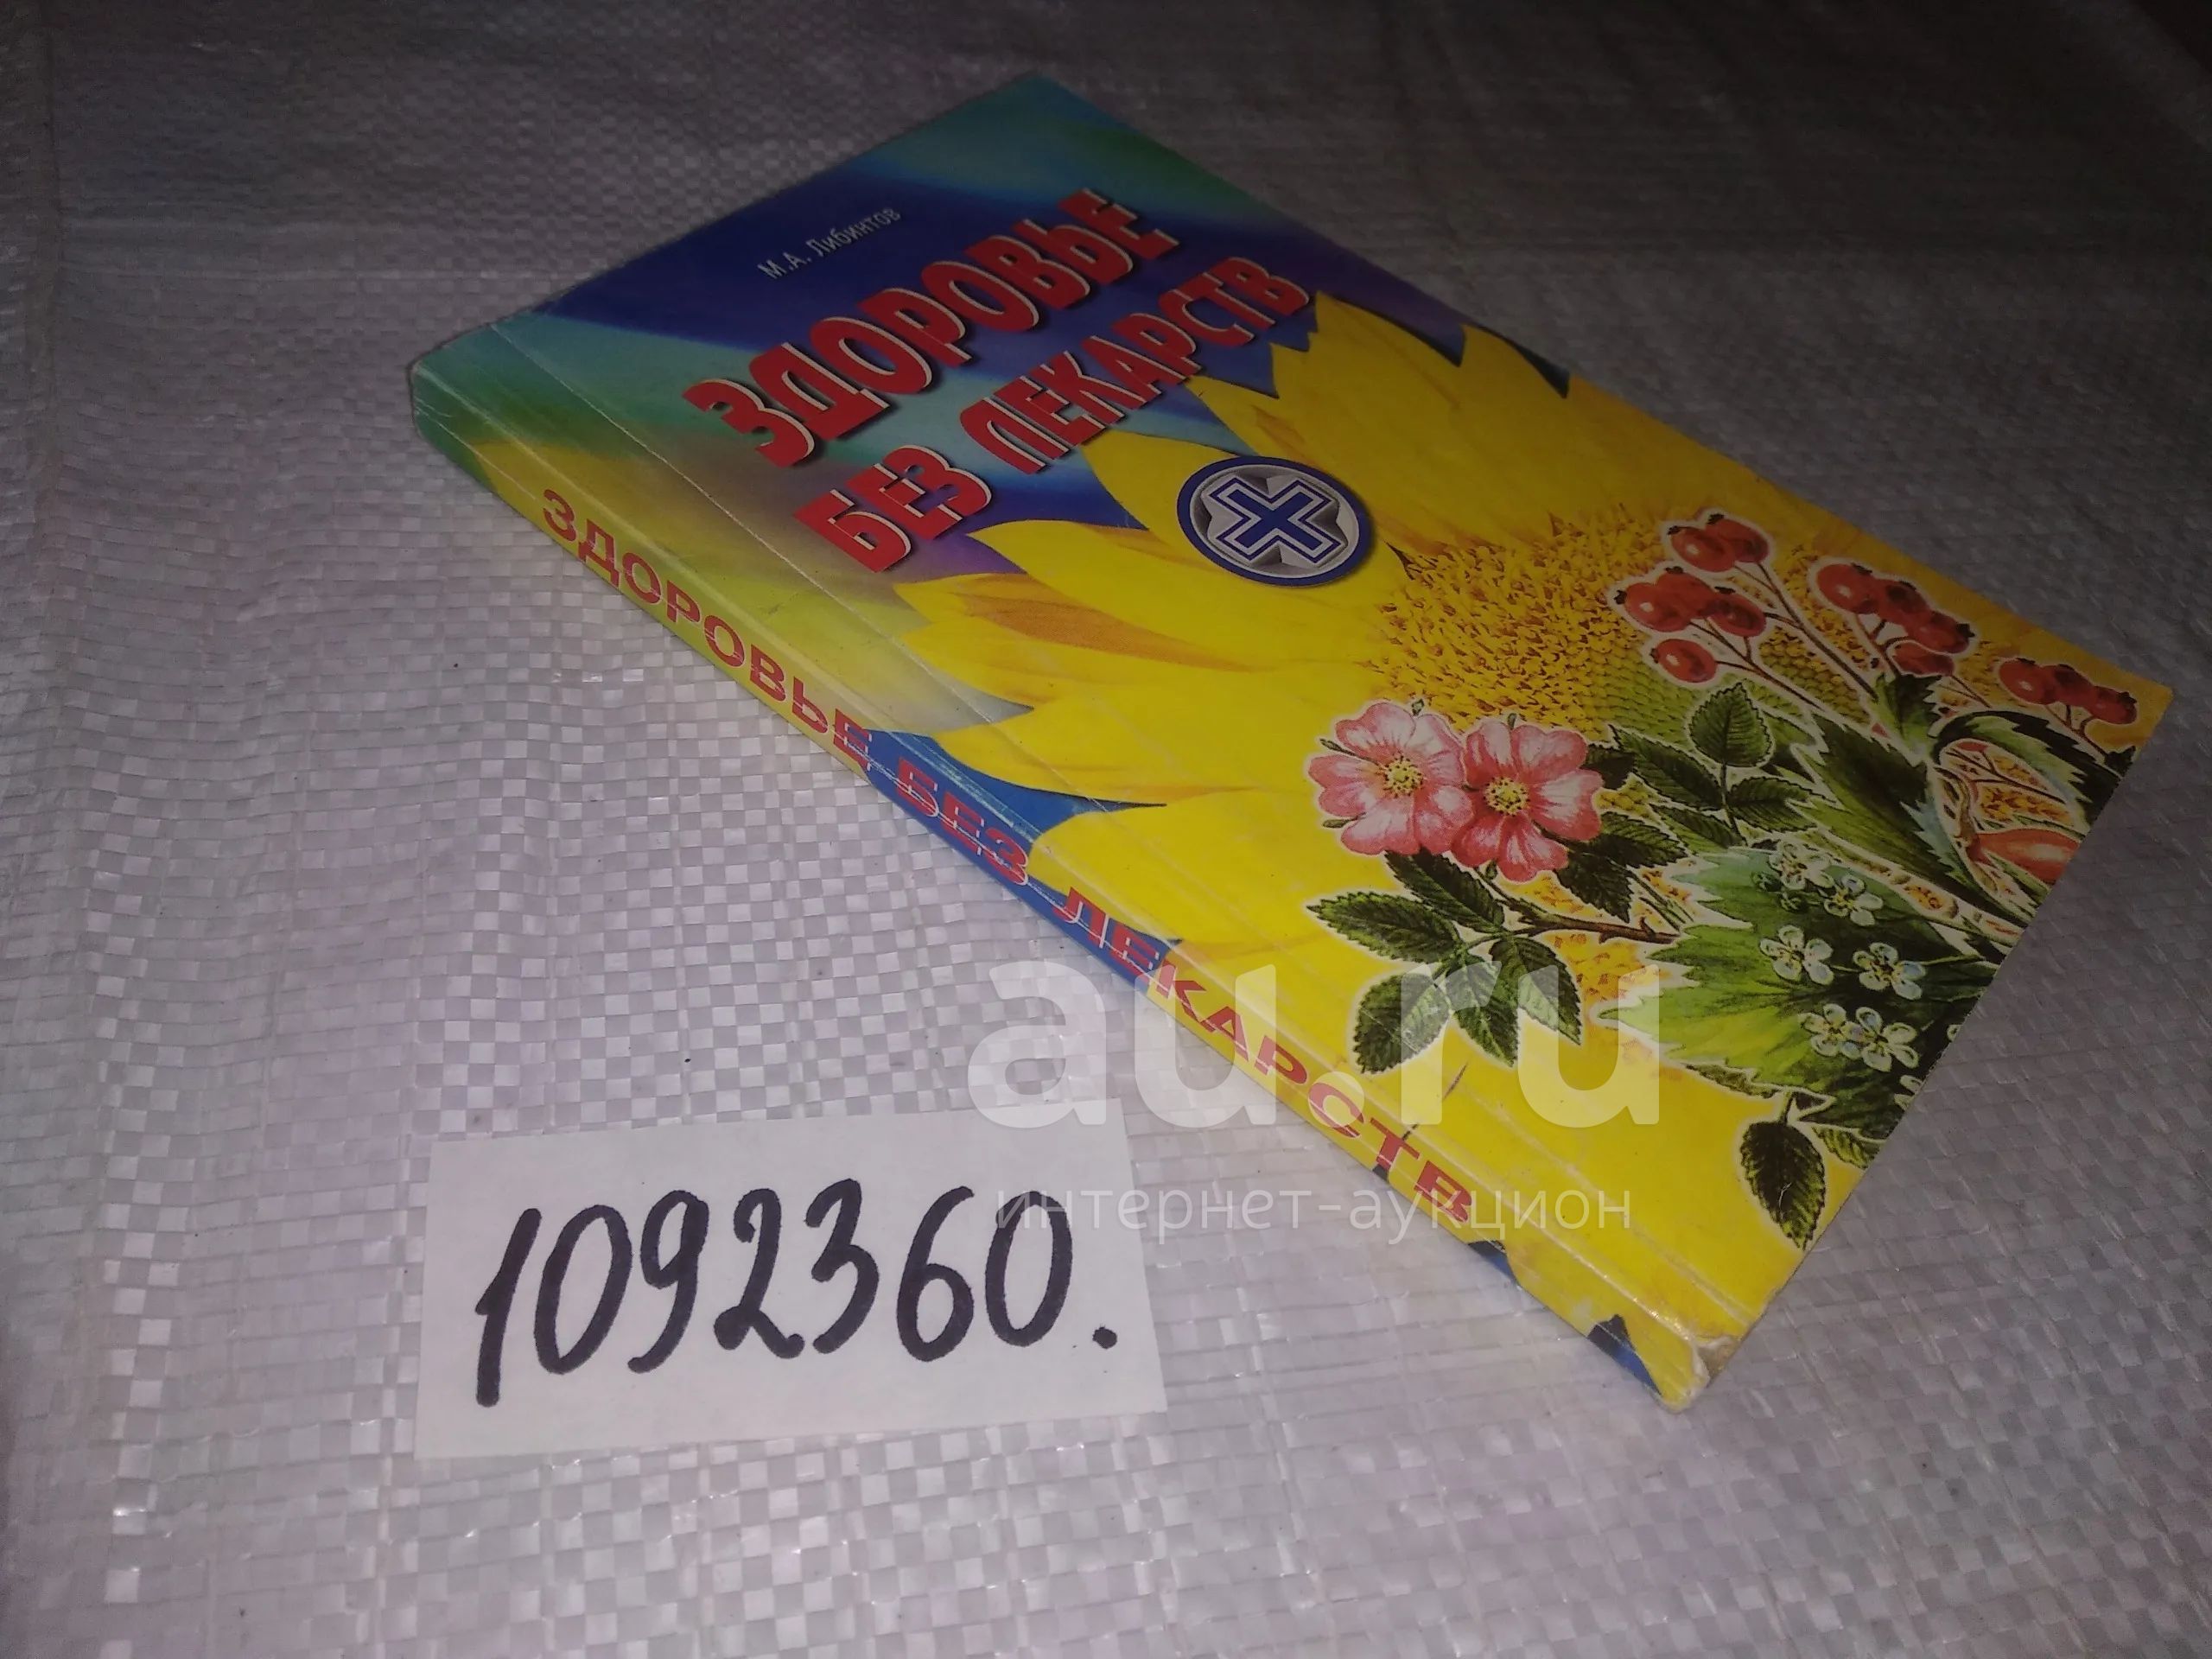 М.А. Либинтов
ЗДОРОВЬЕ
БЕЗ ЛЕКАРСТВ
ЗДОРОВЬЕ БЕЗ ЛЕКАРСТВ
au.ru
интернет-аукцион
1092360.